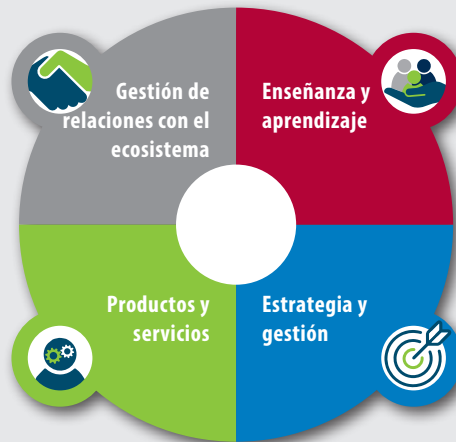 Gestión de
relaciones con el
ecosistema
Enseñanza y
aprendizaje
Productos y
servicios
Estrategia y
gestión